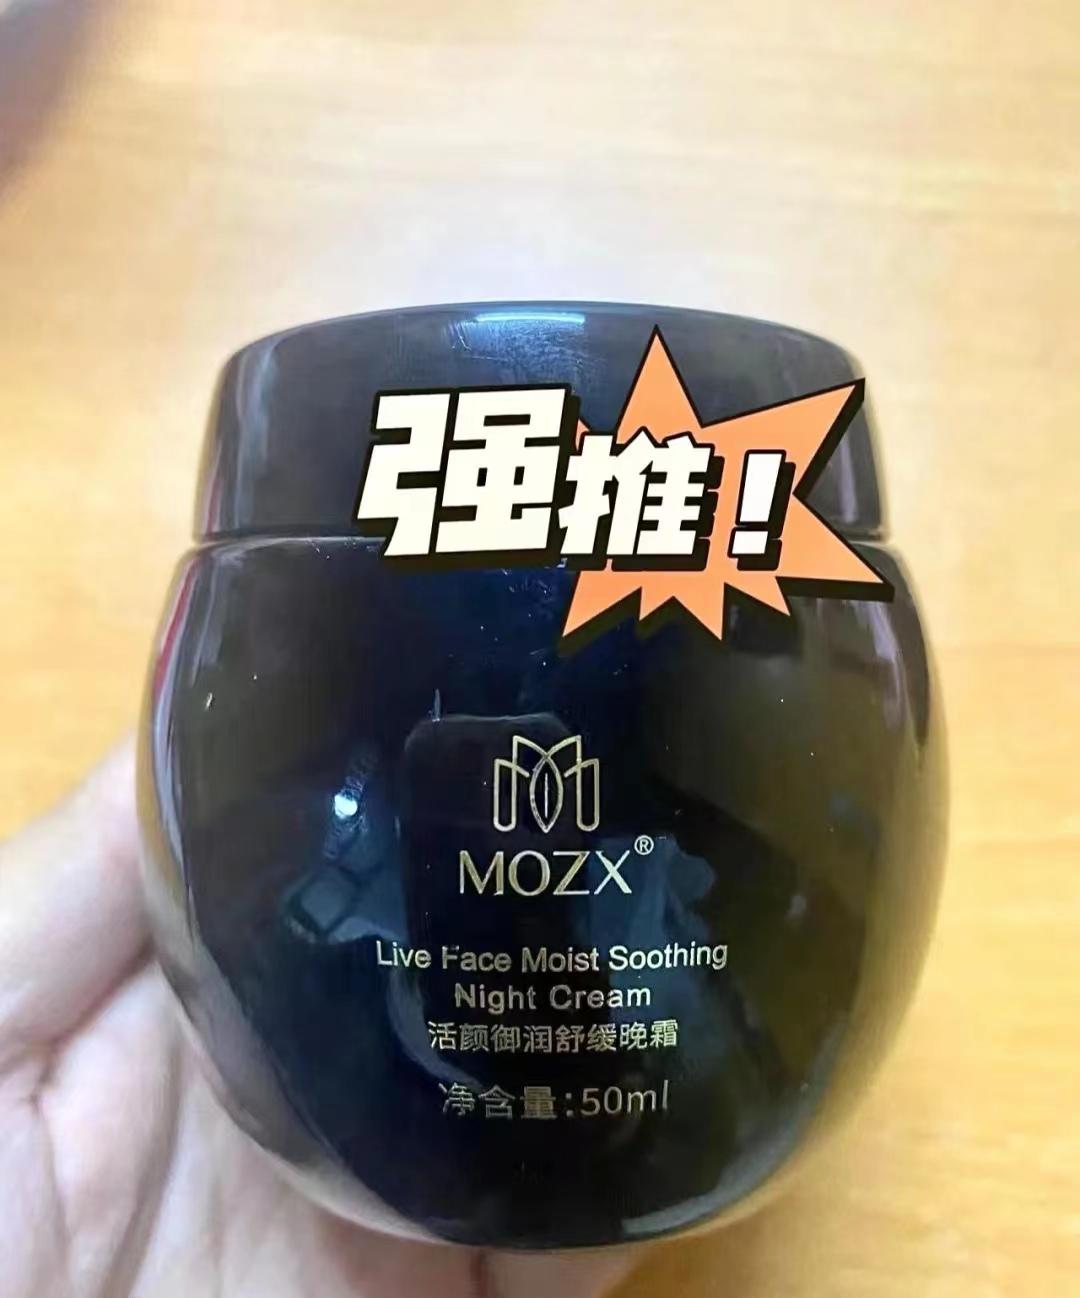 强推!
MOZX®
Live Face Moist Soothing
Night Cream
活颜御润舒缓晚霜
净含量:50ml